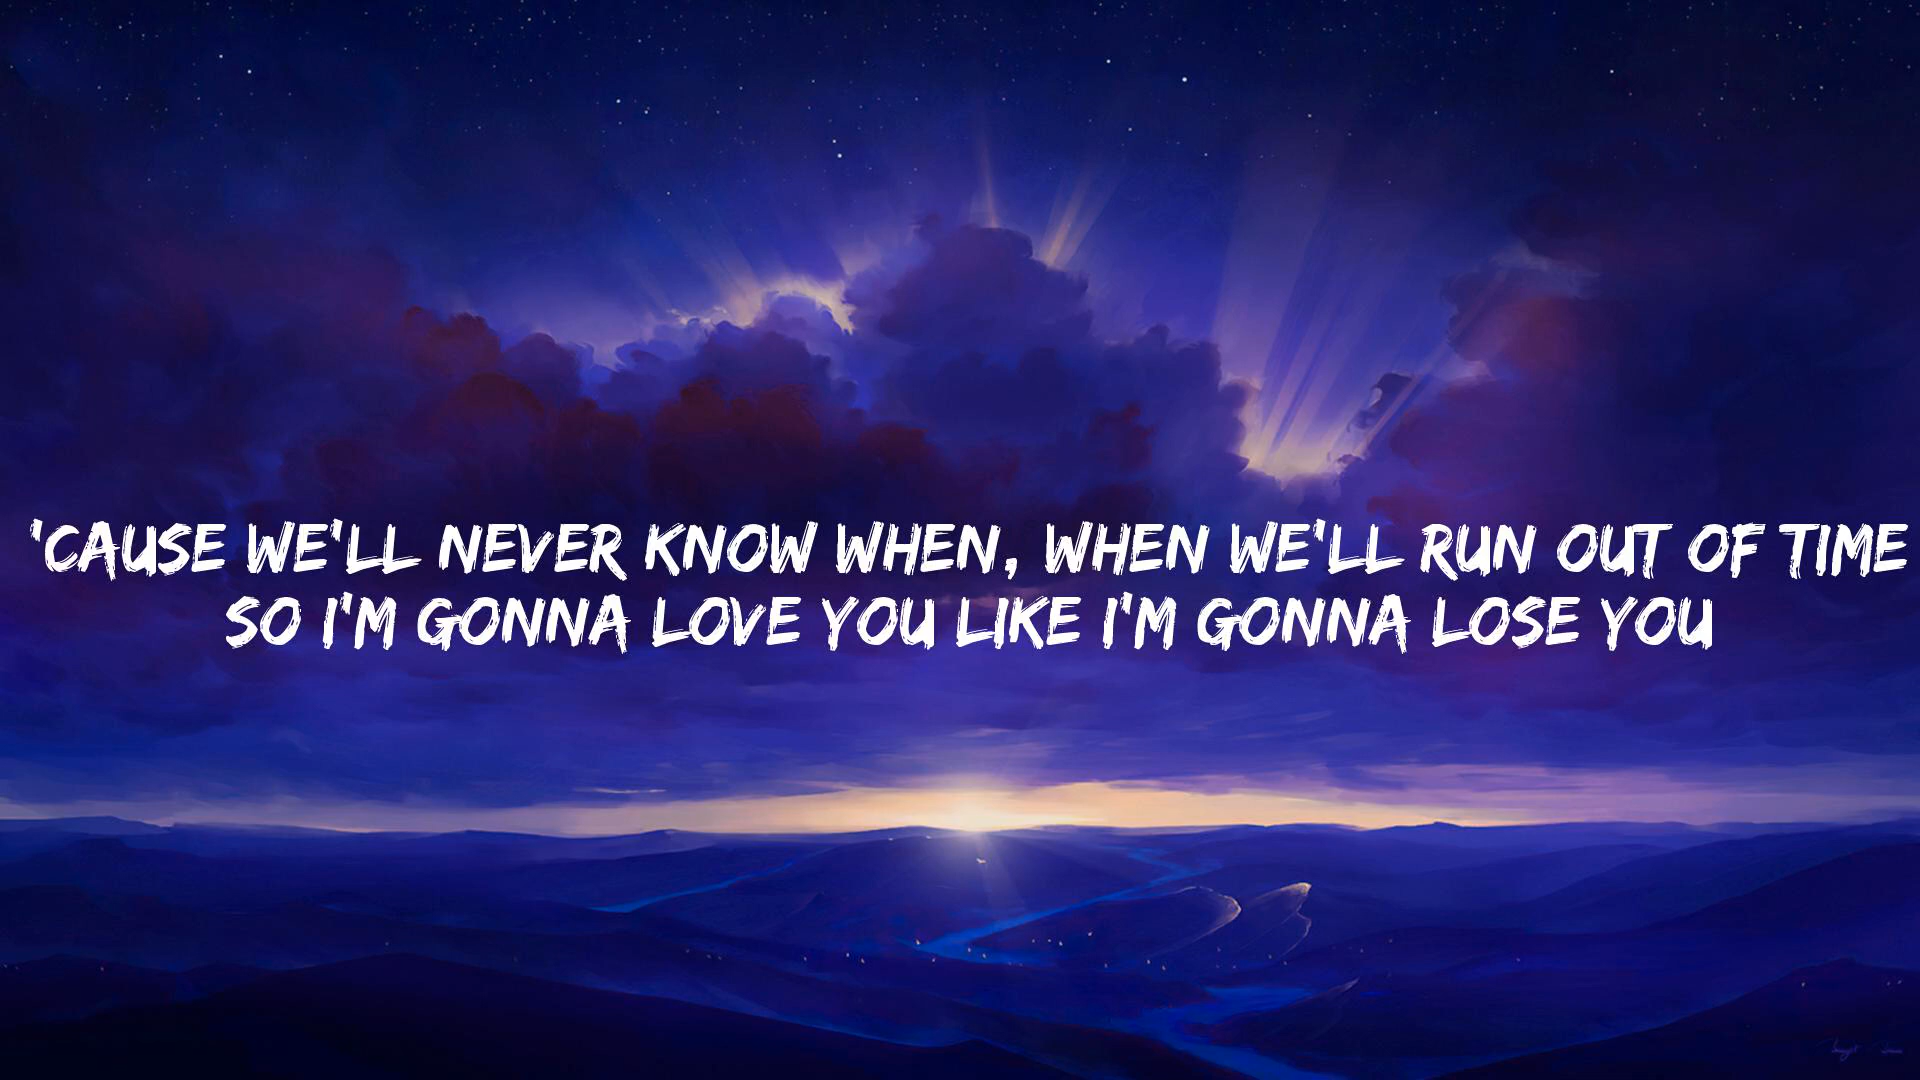 'CAUSE WE'LL NEVER KNOW WHEN, WHEN WE'LL RUN OUT OF TIME
SO I'M GONNA LOVE YOU LIKE I'M GONNA LOSE YOU